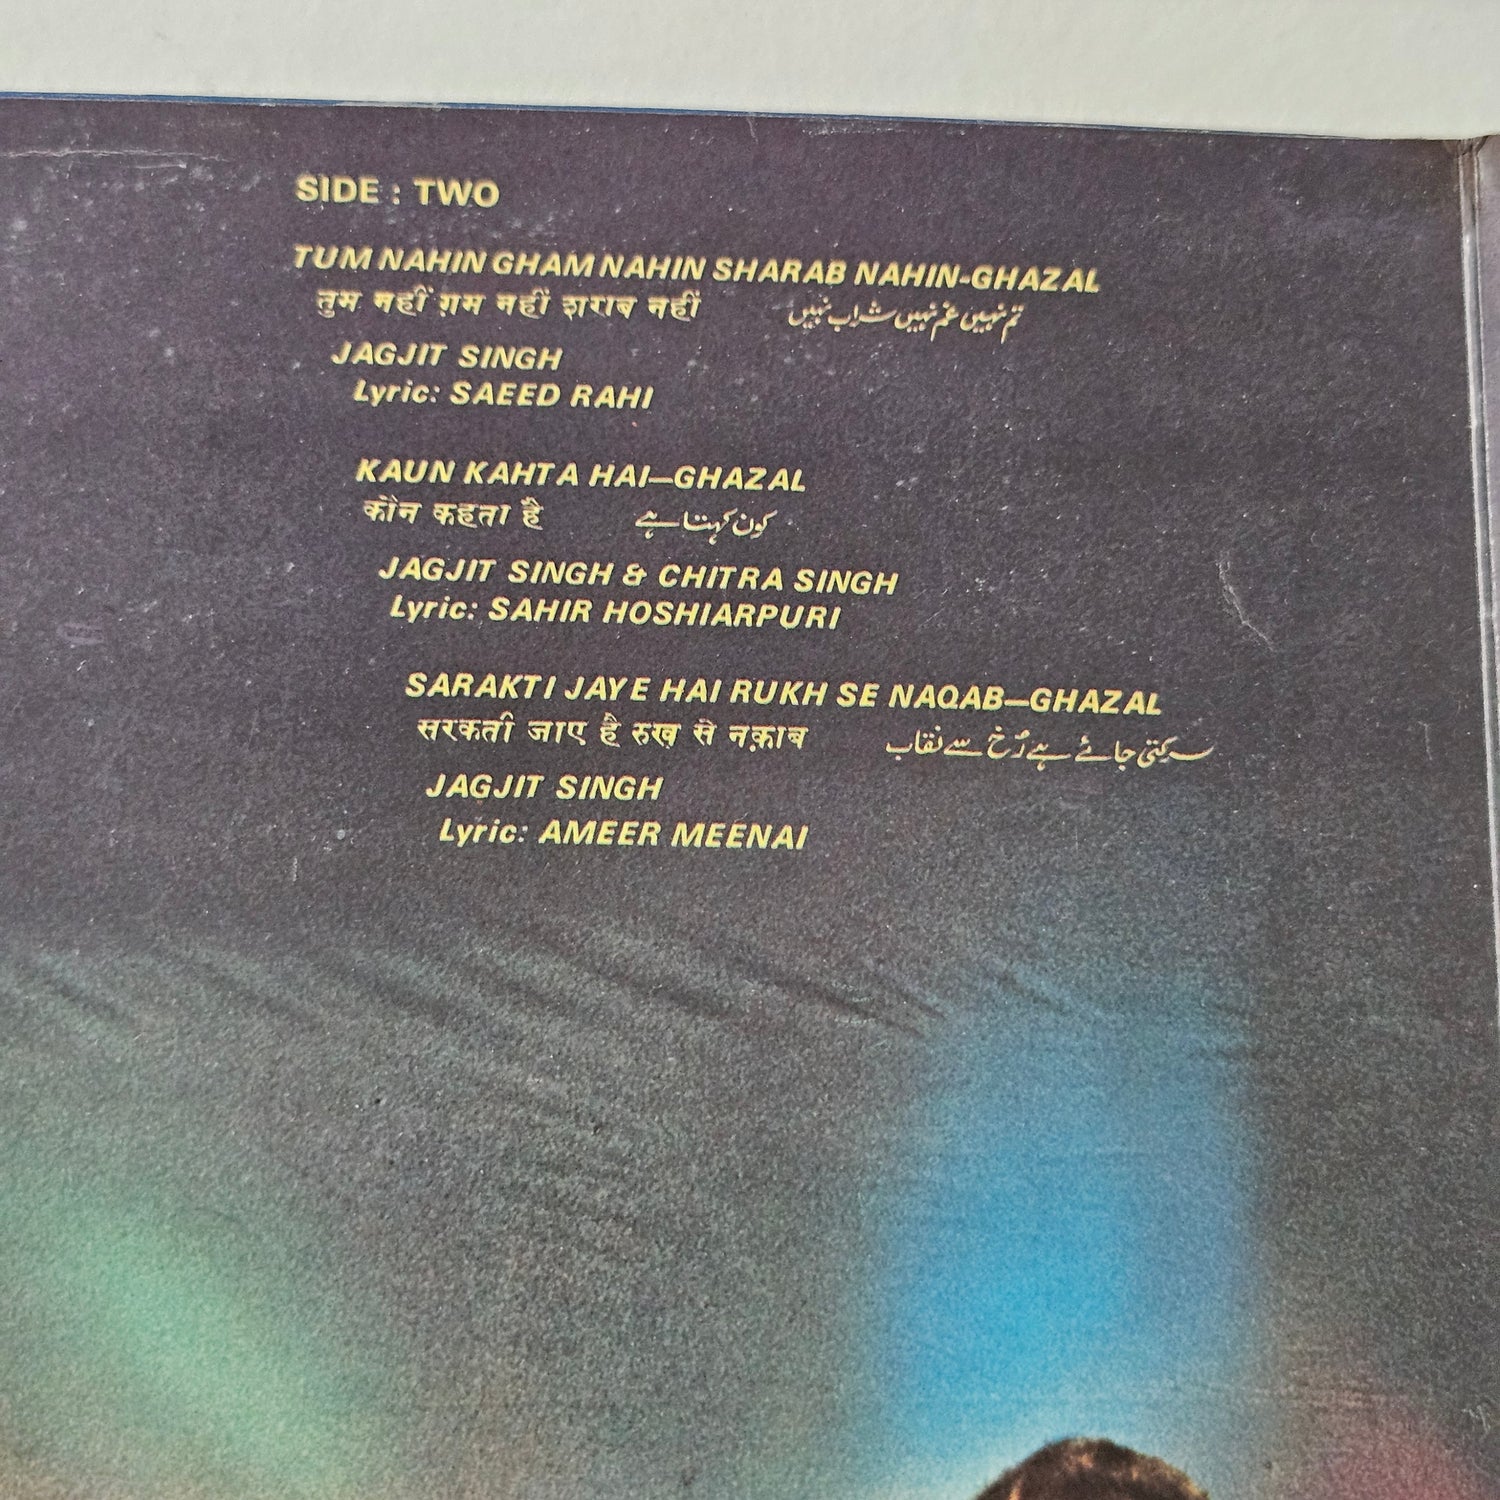 SIDE : TWO
TUM NAHIN GHAM NAHIN SHARAB NAHIN-GHAZAL
तुम नहीं ग़म नहीं शराब नहीं تم نہیں غم نہیں شراب نہیں
JAGJIT SINGH
Lyric: SAEED RAHI
KAUN KAHTA HAI—GHAZAL
कौन कहता है کون کہتا ہے
JAGJIT SINGH & CHITRA SINGH
Lyric: SAHIR HOSHIARPURI
SARAKTI JAYE HAI RUKH SE NAQAB—GHAZAL
सरकती जाए है रुख़ से नक़ाब سرکتی جائے ہے رُخ سے نقاب
JAGJIT SINGH
Lyric: AMEER MEENAI